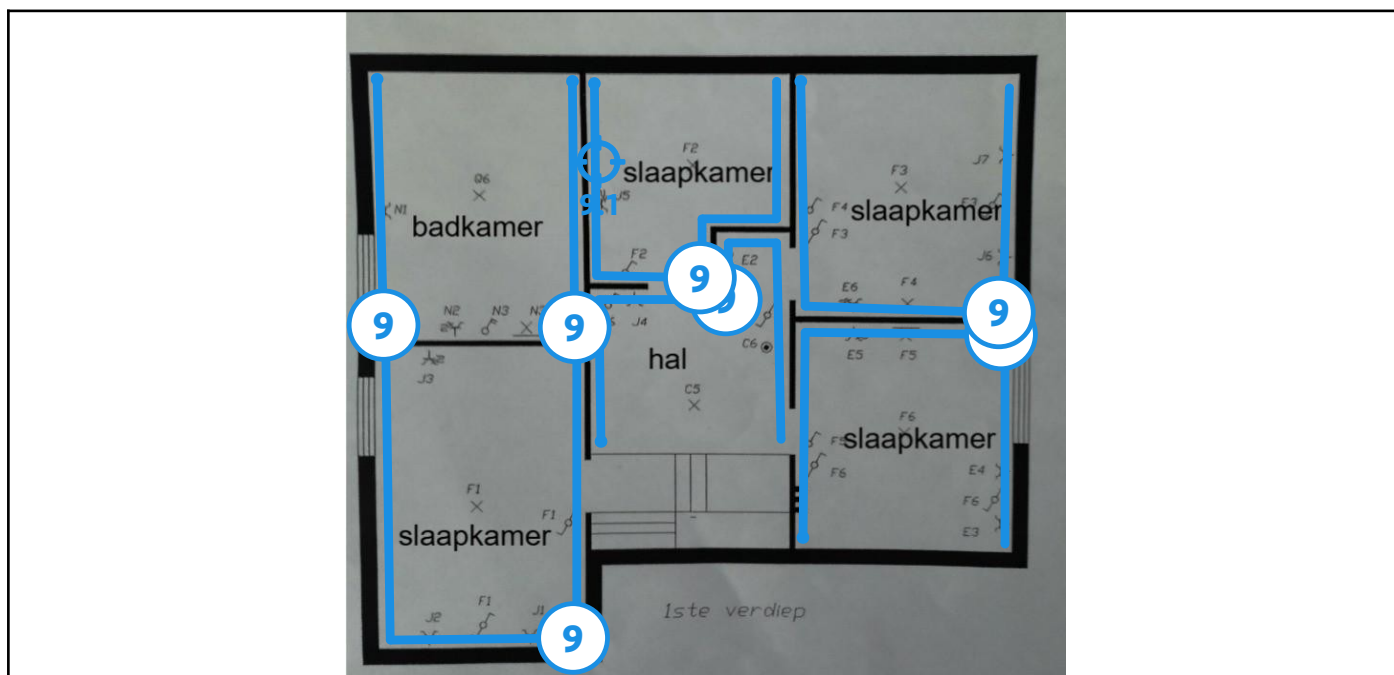 F2
slaapkamer
J7
F3
Q6
J5
9.1
F4
slaapkamer
N1
badkamer
F3
F2
E2
J6
9
9
E6
F4
9
N2
N3
9
9
J4
C6
hal
E5
F5
J3
C5
F6
slaapkamer
F6
E4
F1
F1
slaapkamer
F6
E3
F1
J2
J1
9
1ste verdiep